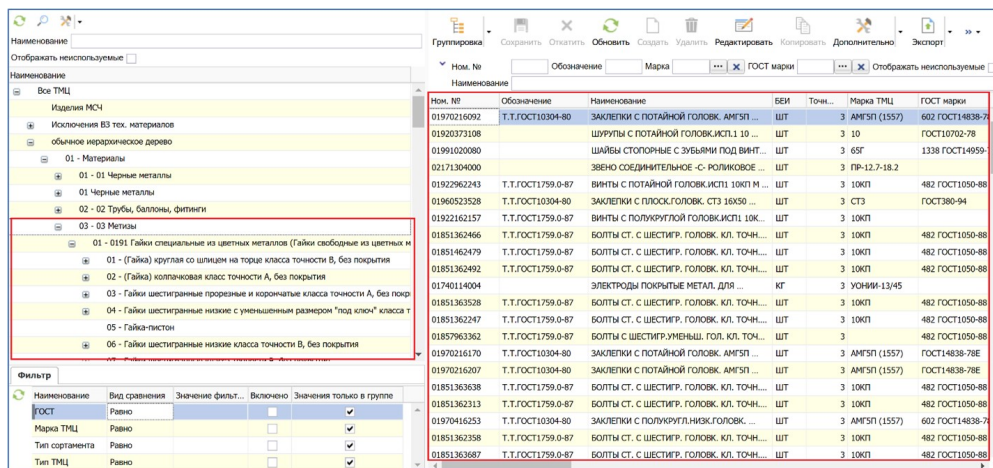 Наименование
Отображать неиспользуемые
Наименование
Все ТМЦ
Изделия МСЧ
Исключения ВЗ тех. материалов
обычное иерархическое дерево
01 - Материалы
01 - 01 Черные металлы
01 Черные металлы
02 - 02 Трубы, баллоны, фитинги
03 - 03 Метизы
01 - 0191 Гайки специальные из цветных металлов (Гайки свободные из цветных м
01 - (Гайка) круглая со шлицем на торце класса точности В, без покрытия
02 - (Гайка) колпачковая класс точности А, без покрытия
03 - Гайки шестигранные прорезные и корончатые класса точности А, без покр
04 - Гайки шестигранные низкие с уменьшенным размером "под ключ" класса т
05 - Гайка-пистон
06 - Гайки шестигранные низкие класса точности В, без покрытия
Фильтр
Наименование Вид сравнения Значение фильт... Включено Значения только в группе
ГОСТ Равно
Марка ТМЦ Равно
Тип сортамента Равно
Тип ТМЦ Равно
Группировка Сохранить Откатить Обновить Создать Удалить Редактировать Копировать Дополнительно Экспорт
Ном. № Обозначение Марка ГОСТ марки Отображать неиспользуемые
Наименование
Ном. № Обозначение Наименование БЕИ Точн... Марка ТМЦ ГОСТ марки
01970216092 Т.Т.ГОСТ10304-80 ЗАКЛЕПКИ С ПОТАЙНОЙ ГОЛОВК. АМГ5П ... ШТ 3 АМГ5П (1557) 602 ГОСТ14838-78
01920373108 ШУРУПЫ С ПОТАЙНОЙ ГОЛОВК.ИСП.1 10 ... ШТ 3 10 ГОСТ10702-78
01991020080 ШАЙБЫ СТОПОРНЫЕ С ЗУБЬЯМИ ПОД ВИНТ... ШТ 3 65Г 1338 ГОСТ14959-
02171304000 ЗВЕНО СОЕДИНИТЕЛЬНОЕ -С- РОЛИКОВОЕ ... ШТ 3 ПР-12.7-18.2
01922962243 Т.Т.ГОСТ1759.0-87 ВИНТЫ С ПОТАЙНОЙ ГОЛОВК.ИСП1 10КП М ... ШТ 3 10КП 482 ГОСТ1050-88
01960523528 Т.Т.ГОСТ10304-80 ЗАКЛЕПКИ С ПЛОСК.ГОЛОВК. СТ3 16Х50 ... ШТ 3 СТ3 ГОСТ380-94
01922162157 Т.Т.ГОСТ1759.0-87 ВИНТЫ С ПОЛУКРУГЛОЙ ГОЛОВК.ИСП1 10К... ШТ 3 10КП
01851362466 Т.Т.ГОСТ1759.0-87 БОЛТЫ СТ. С ШЕСТИГР. ГОЛОВК. КЛ. ТОЧН.... ШТ 3 10КП 482 ГОСТ1050-88
01851462479 Т.Т.ГОСТ1759.0-87 БОЛТЫ СТ. С ШЕСТИГР. ГОЛОВК. КЛ. ТОЧН.... ШТ 3 10КП 482 ГОСТ1050-88
01851362492 Т.Т.ГОСТ1759.0-87 БОЛТЫ СТ. С ШЕСТИГР. ГОЛОВК. КЛ. ТОЧН.... ШТ 3 10КП 482 ГОСТ1050-88
01740114004 ЭЛЕКТРОДЫ ПОКРЫТЫЕ МЕТАЛ. ДЛЯ ... КГ 3 УОНИИ-13/45
01851363528 Т.Т.ГОСТ1759.0-87 БОЛТЫ СТ. С ШЕСТИГР. ГОЛОВК. КЛ. ТОЧН.... ШТ 3 10КП 482 ГОСТ1050-88
01851362247 Т.Т.ГОСТ1759.0-87 БОЛТЫ СТ. С ШЕСТИГР. ГОЛОВК. КЛ. ТОЧН.... ШТ 3 10КП 482 ГОСТ1050-88
01857963362 Т.Т.ГОСТ1759.0-87 БОЛТЫ С ШЕСТИГР.УМЕНЬШ. ГОЛ. КЛ. ТОЧ... ШТ 3 482 ГОСТ1050-88
01970216170 Т.Т.ГОСТ10304-80 ЗАКЛЕПКИ С ПОТАЙНОЙ ГОЛОВК. АМГ5П ... ШТ 3 АМГ5П (1557) ГОСТ14838-78Е
01970216207 Т.Т.ГОСТ10304-80 ЗАКЛЕПКИ С ПОТАЙНОЙ ГОЛОВК. АМГ5П ... ШТ 3 АМГ5П (1557) ГОСТ14838-78Е
01851363638 Т.Т.ГОСТ1759.0-87 БОЛТЫ СТ. С ШЕСТИГР. ГОЛОВК. КЛ. ТОЧН.... ШТ 3 10КП 482 ГОСТ1050-88
01851362313 Т.Т.ГОСТ1759.0-87 БОЛТЫ СТ. С ШЕСТИГР. ГОЛОВК. КЛ. ТОЧН.... ШТ 3 10КП 482 ГОСТ1050-88
01970416253 Т.Т.ГОСТ10304-80 ЗАКЛЕПКИ С ПОЛУКРУГЛ.НИЗК.ГОЛОВК. ... ШТ 3 АМГ5П (1557) 602 ГОСТ14838-78
01851362358 Т.Т.ГОСТ1759.0-87 БОЛТЫ СТ. С ШЕСТИГР. ГОЛОВК. КЛ. ТОЧН.... ШТ 3 10КП 482 ГОСТ1050-88
01851363687 Т.Т.ГОСТ1759.0-87 БОЛТЫ СТ. С ШЕСТИГР. ГОЛОВК. КЛ. ТОЧН.... ШТ 3 10КП 482 ГОСТ1050-88